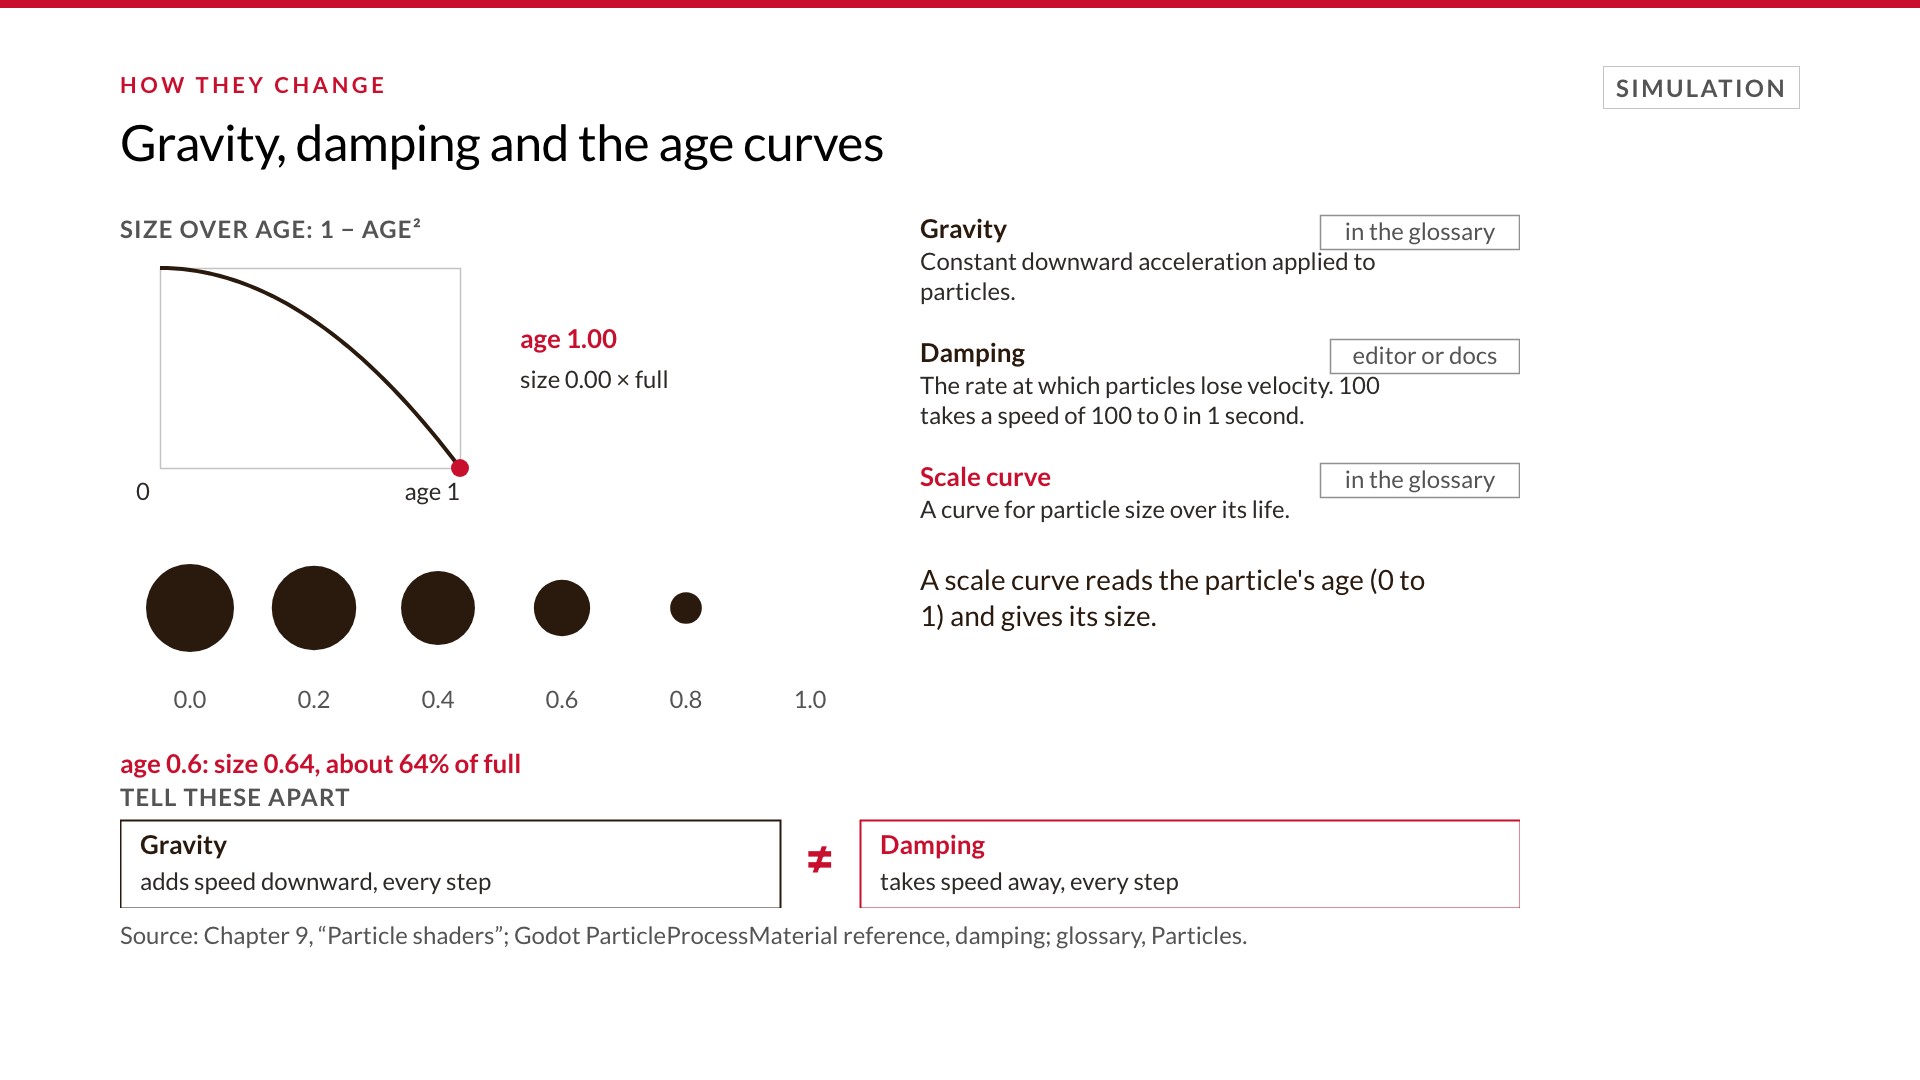 HOW THEY CHANGE
SIMULATION
Gravity, damping and the age curves
SIZE OVER AGE: 1 − AGE²
age 1.00
size 0.00 × full
0
age 1
0.0
0.2
0.4
0.6
0.8
1.0
age 0.6: size 0.64, about 64% of full
Gravity
in the glossary
Constant downward acceleration applied to
particles.
Damping
editor or docs
The rate at which particles lose velocity. 100
takes a speed of 100 to 0 in 1 second.
Scale curve
in the glossary
A curve for particle size over its life.
A scale curve reads the particle's age (0 to
1) and gives its size.
TELL THESE APART
Gravity
adds speed downward, every step
≠
Damping
takes speed away, every step
Source: Chapter 9, “Particle shaders”; Godot ParticleProcessMaterial reference, damping; glossary, Particles.